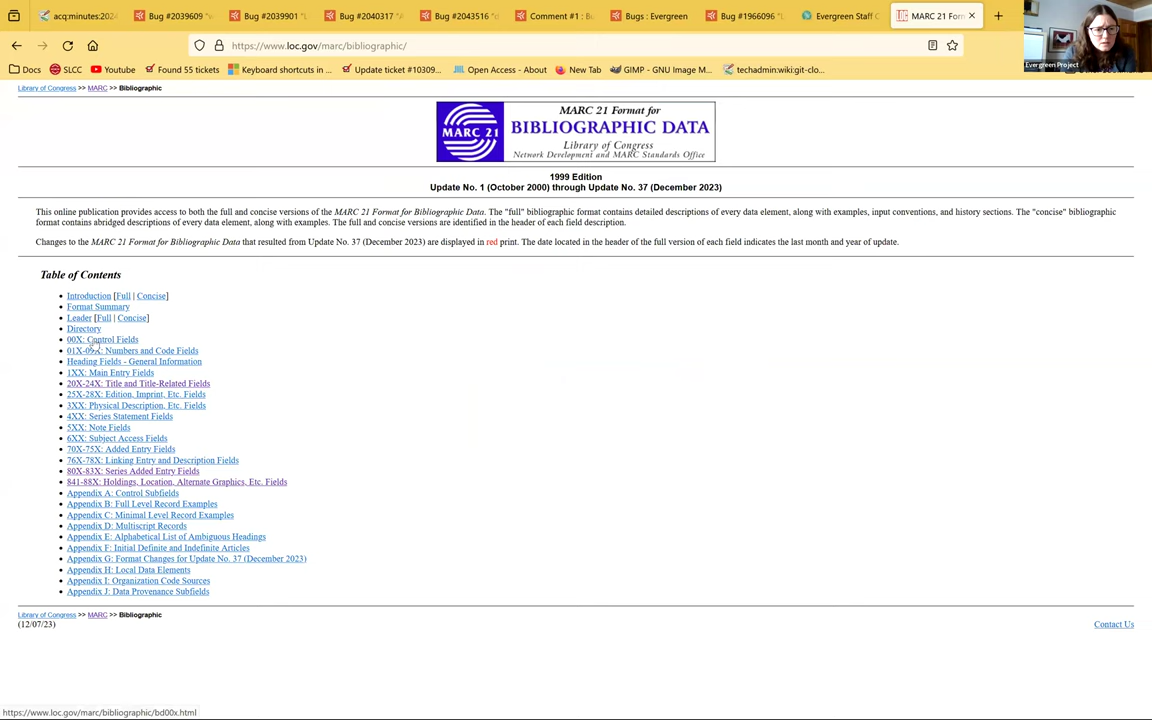 acq:minutes:2024
Bug #2039609 "w
Bug #2039901 "L
Bug #2040317 "A
Bug #2043516 "o
Comment #1 : Bu
Bugs : Evergreen
Bug #1966096 "L
Evergreen Staff C
MARC 21 Form
https://www.loc.gov/marc/bibliographic/
Docs
SLCC
Youtube
Found 55 tickets
Keyboard shortcuts in ...
Update ticket #10309...
Open Access - About
New Tab
GIMP - GNU Image M...
techadmin:wiki:git-clo...
Evergreen Project
Library of Congress >> MARC >> Bibliographic
MARC 21
MARC 21 Format for
BIBLIOGRAPHIC DATA
Library of Congress
Network Development and MARC Standards Office
1999 Edition
Update No. 1 (October 2000) through Update No. 37 (December 2023)
This online publication provides access to both the full and concise versions of the MARC 21 Format for Bibliographic Data. The "full" bibliographic format contains detailed descriptions of every data element, along with examples, input conventions, and history sections. The "concise" bibliographic
format contains abridged descriptions of every data element, along with examples. The full and concise versions are identified in the header of each field description.
Changes to the MARC 21 Format for Bibliographic Data that resulted from Update No. 37 (December 2023) are displayed in red print. The date located in the header of the full version of each field indicates the last month and year of update.
Table of Contents
• Introduction [Full | Concise]
• Format Summary
• Leader [Full | Concise]
• Directory
• 00X: Control Fields
• 01X-09X: Numbers and Code Fields
• Heading Fields - General Information
• 1XX: Main Entry Fields
• 20X-24X: Title and Title-Related Fields
• 25X-28X: Edition, Imprint, Etc. Fields
• 3XX: Physical Description, Etc. Fields
• 4XX: Series Statement Fields
• 5XX: Note Fields
• 6XX: Subject Access Fields
• 70X-75X: Added Entry Fields
• 76X-78X: Linking Entry and Description Fields
• 80X-83X: Series Added Entry Fields
• 841-88X: Holdings, Location, Alternate Graphics, Etc. Fields
• Appendix A: Control Subfields
• Appendix B: Full Level Record Examples
• Appendix C: Minimal Level Record Examples
• Appendix D: Multiscript Records
• Appendix E: Alphabetical List of Ambiguous Headings
• Appendix F: Initial Definite and Indefinite Articles
• Appendix G: Format Changes for Update No. 37 (December 2023)
• Appendix H: Local Data Elements
• Appendix I: Organization Code Sources
• Appendix J: Data Provenance Subfields
Library of Congress >> MARC >> Bibliographic
(12/07/23)
Contact Us
https://www.loc.gov/marc/bibliographic/bd00x.html